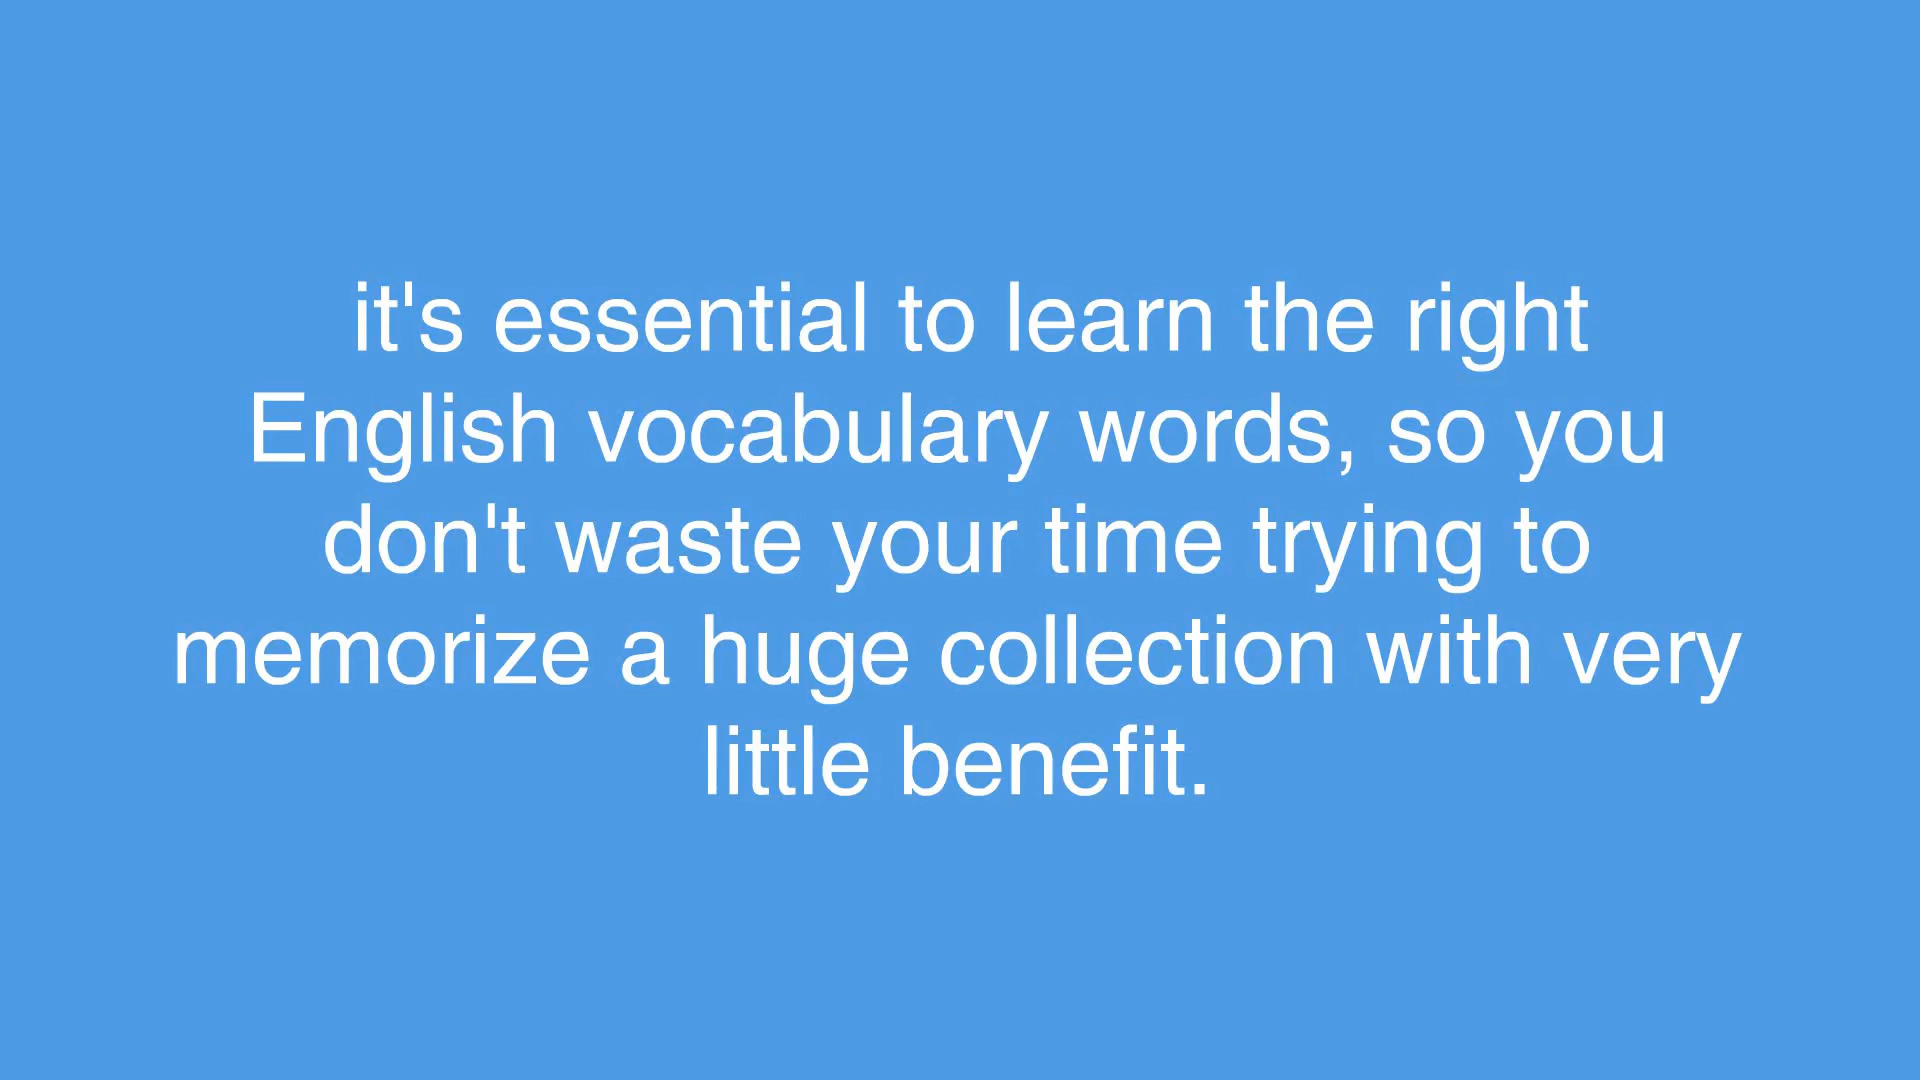 it's essential to learn the right
English vocabulary words, so you
don't waste your time trying to
memorize a huge collection with very
little benefit.